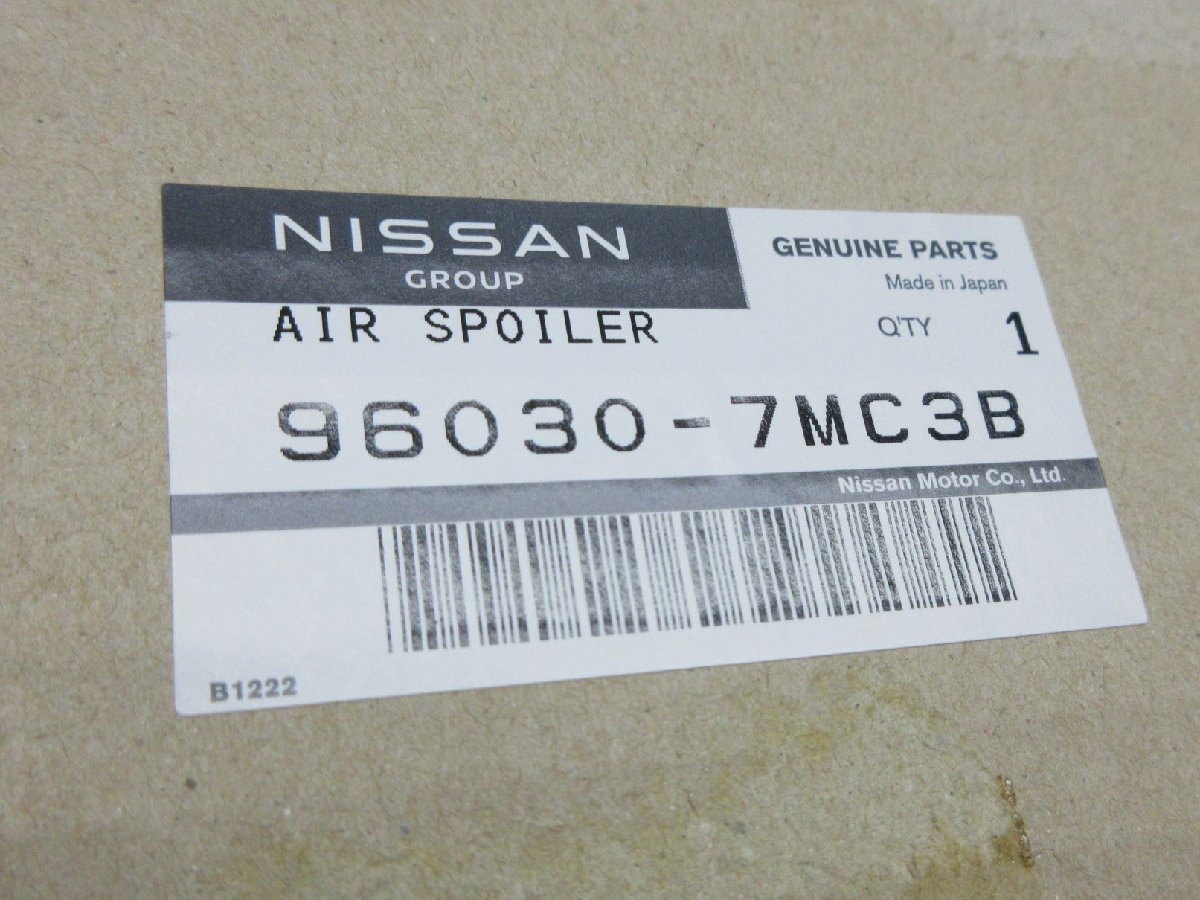 NISSAN
GROUP
GENUINE PARTS
Made in Japan
AIR SPOILER
Q'TY 1
96030-7MC3B
Nissan Motor Co., Ltd.
B1222